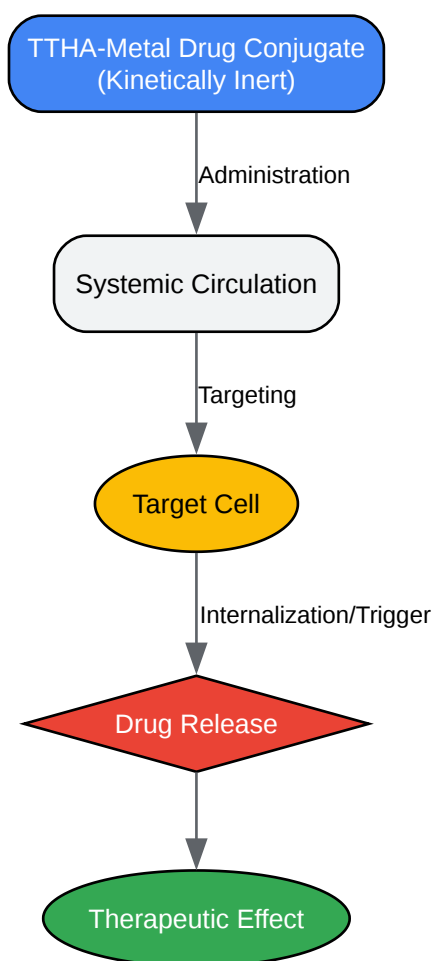 TTHA-Metal Drug Conjugate
(Kinetically Inert)
Administration
Systemic Circulation
Targeting
Target Cell
Internalization/Trigger
Drug Release
Therapeutic Effect